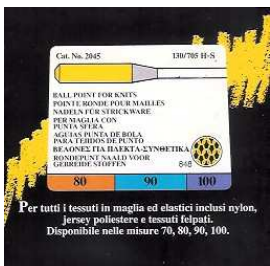 Cat. No. 2045 130/705 H-S
BALL POINT FOR KNITS
POINTE RONDE POUR MAILLES
NADELN FÜR STRICKWARE
PER MAGLIA CON
PUNTA SFERA
AGUJAS PUNTA DE BOLA
PARA TEJIDOS DE PUNTO
ΒΕΛΟΝΕΣ ΓΙΑ ΠΛΕΚΤΑ-ΣΥΝΘΕΤΙΚΑ
RONDEPUNT NAALD VOOR
GEBREIDE STOFFEN 848
80 90 100
Per tutti i tessuti in maglia ed elastici inclusi nylon,
jersey poliestere e tessuti felpati.
Disponibile nelle misure 70, 80, 90, 100.